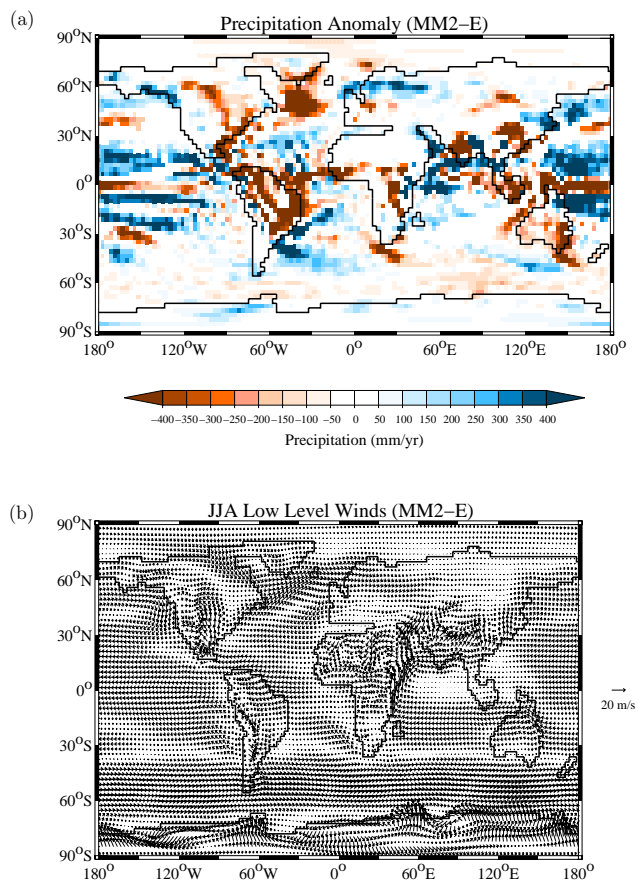 (a)
Precipitation Anomaly (MM2−E)
90°N
60°N
30°N
0°
30°S
60°S
90°S
180° 120°W 60°W 0° 60°E 120°E 180°
−400 −350 −300 −250 −200 −150 −100 −50 0 50 100 150 200 250 300 350 400
Precipitation (mm/yr)
(b)
JJA Low Level Winds (MM2−E)
90°N
60°N
30°N
0°
30°S
60°S
90°S
20 m/s
180° 120°W 60°W 0° 60°E 120°E 180°